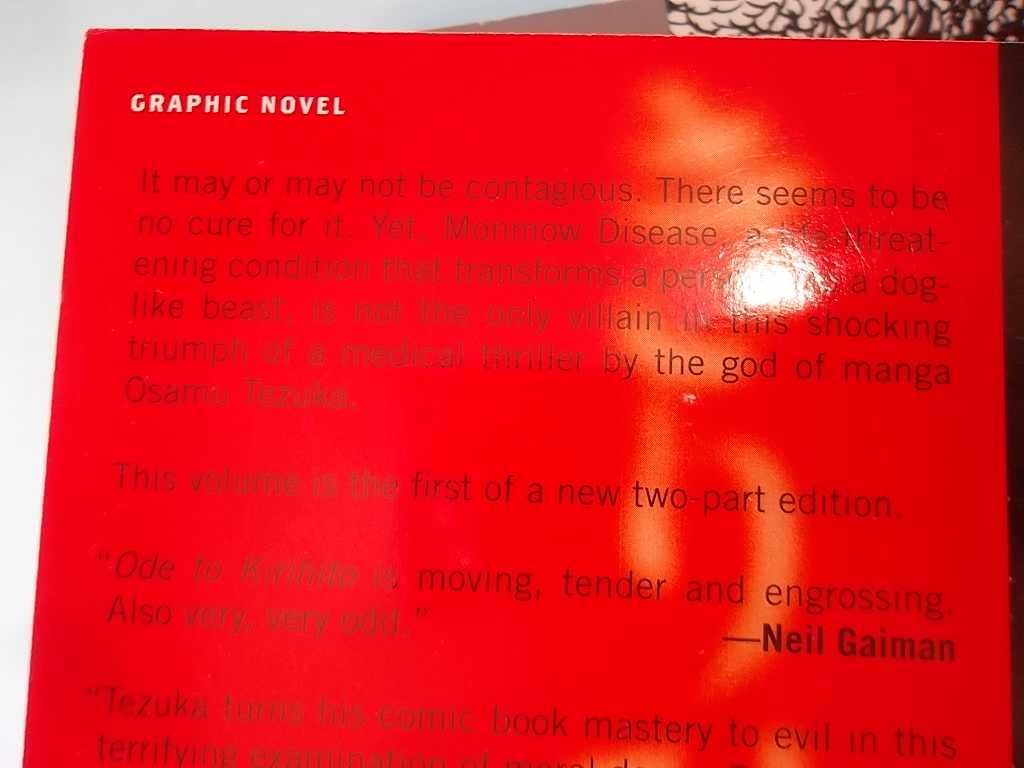 GRAPHIC NOVEL
It may or may not be contagious. There seems to be
no cure for it. Yet, Monmow Disease, a life threat-
ening condition that transforms a person into a dog-
like beast, is not the only villain in this shocking
triumph of a medical thriller by the god of manga
Osamu Tezuka.
This volume is the first of a new two-part edition.
"Ode to Kirihito is moving, tender and engrossing.
Also very, very odd."
—Neil Gaiman
"Tezuka turns his comic book mastery to evil in this
terrifying examination of moral